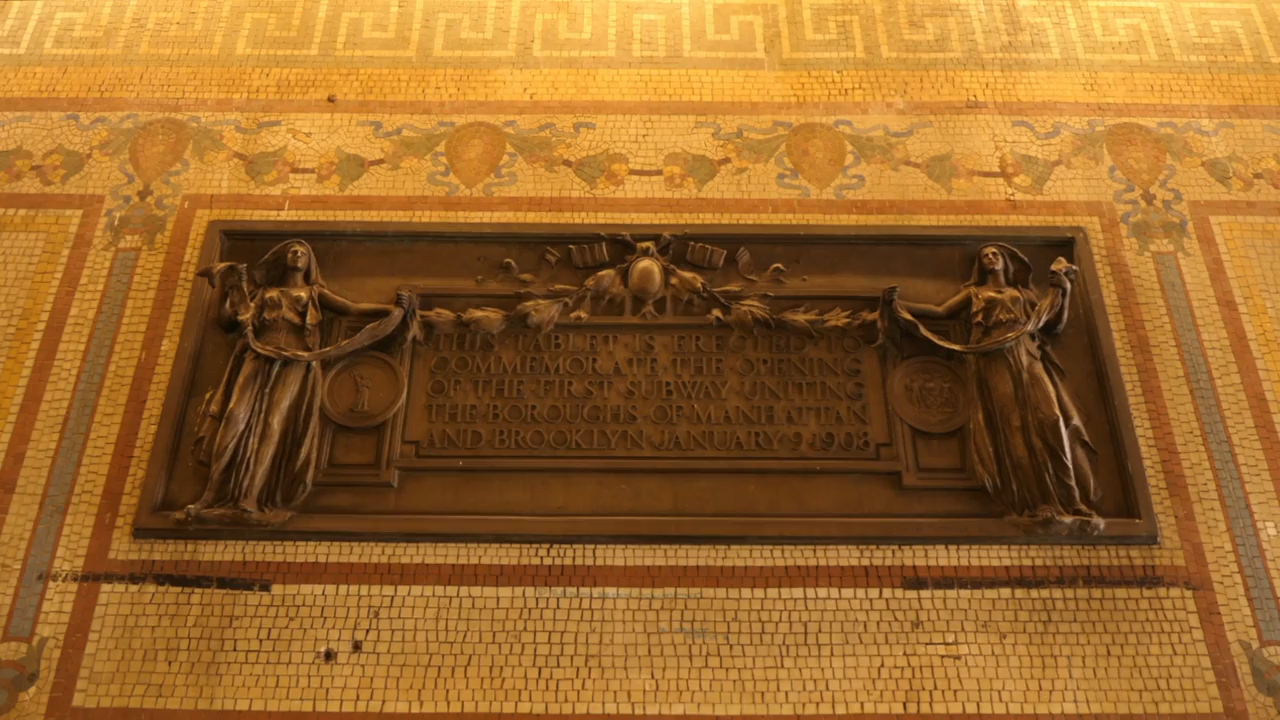 THIS TABLET IS ERECTED TO
COMMEMORATE THE OPENING
OF THE FIRST SUBWAY UNITING
THE BOROUGHS OF MANHATTAN
AND BROOKLYN JANUARY 9 1908